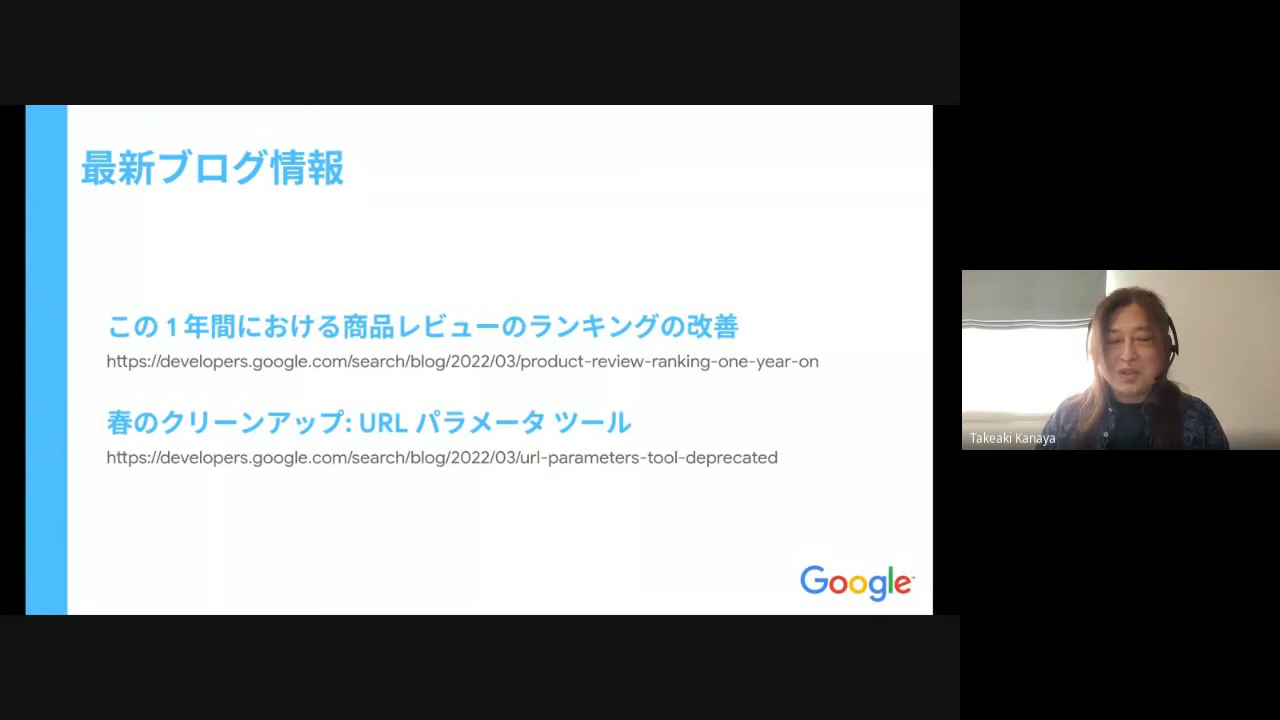 最新ブログ情報
この 1 年間における商品レビューのランキングの改善
https://developers.google.com/search/blog/2022/03/product-review-ranking-one-year-on
春のクリーンアップ: URL パラメータ ツール
https://developers.google.com/search/blog/2022/03/url-parameters-tool-deprecated
Google
Takeaki Kanaya